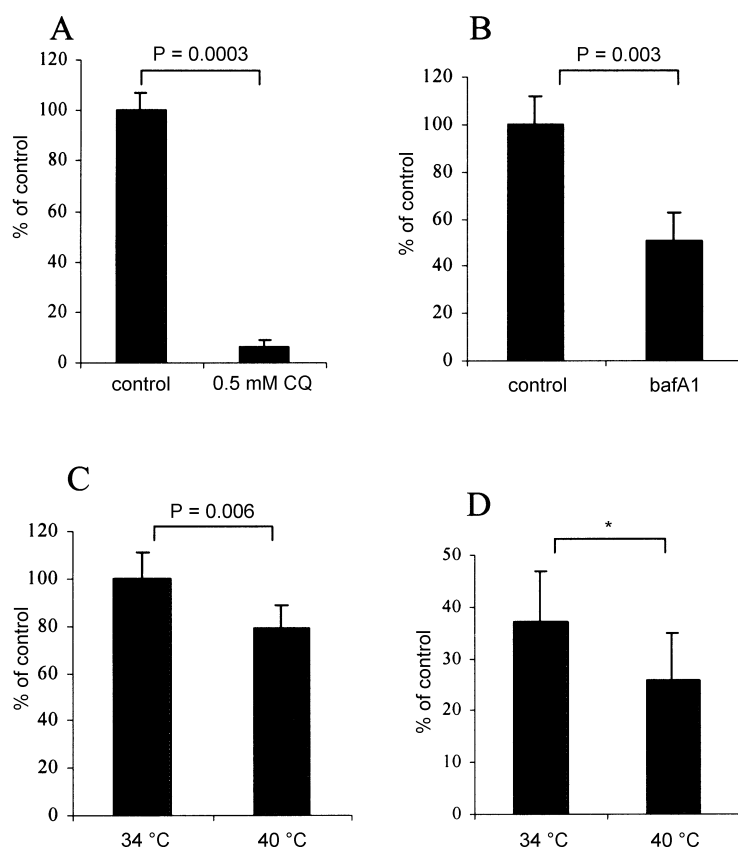 A
P = 0.0003
120
100
80
60
40
20
0
% of control
control
0.5 mM CQ
B
P = 0.003
120
100
80
60
40
20
0
% of control
control
bafA1
C
P = 0.006
120
100
80
60
40
20
0
% of control
34 °C
40 °C
D
*
50
40
30
20
10
0
% of control
34 °C
40 °C